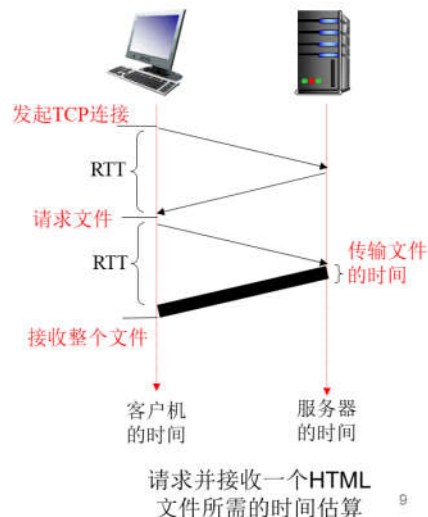 发起TCP连接
RTT
请求文件
RTT
传输文件
的时间
接收整个文件
客户机
的时间
服务器
的时间
请求并接收一个HTML
文件所需的时间估算
9